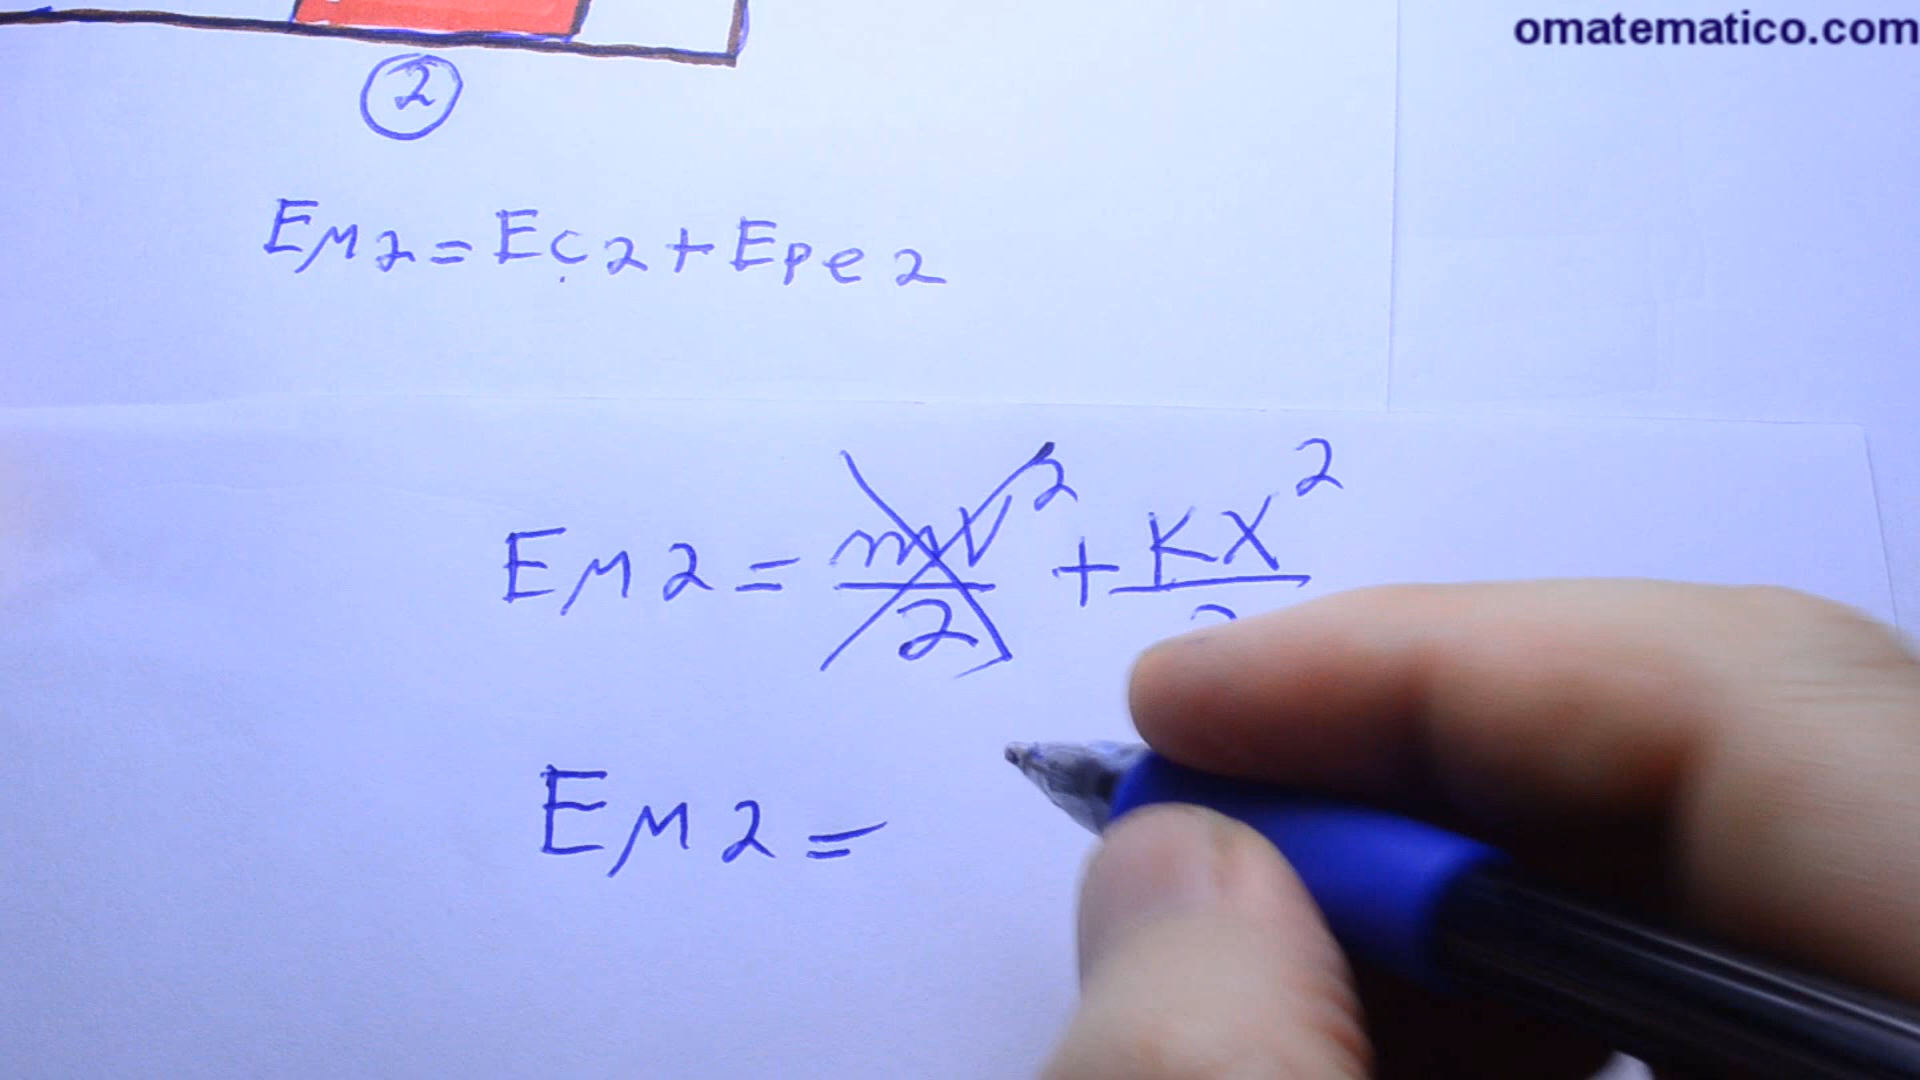 omatematico.com
2
EM2 = Ec2 + Epe2
EM2 = mv²/2 + KX²/2
EM2 =